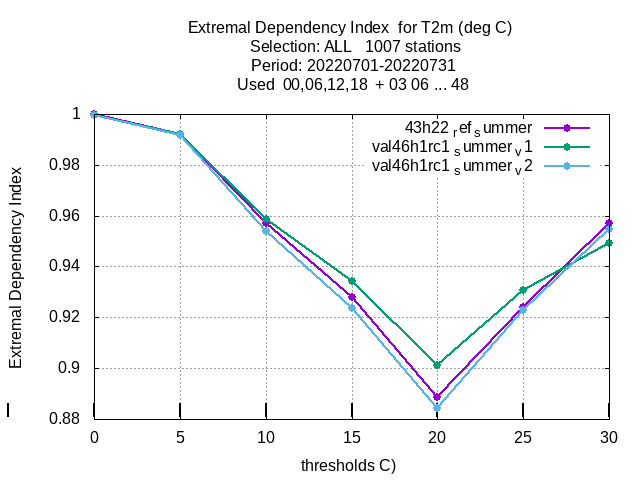 Extremal Dependency Index  for T2m (deg C)
Selection: ALL   1007 stations
Period: 20220701-20220731
Used  00,06,12,18  + 03 06 ... 48
43h22 ref summer
val46h1rc1 summer v1
val46h1rc1 summer v2
Extremal Dependency Index
1
0.98
0.96
0.94
0.92
0.9
0.88
0 5 10 15 20 25 30
thresholds C)